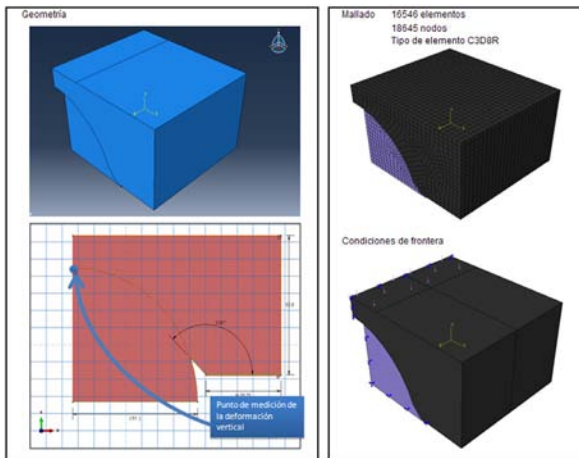 Geometría
Punto de medición de
la deformación
vertical
Mallado 16546 elementos
18645 nodos
Tipo de elemento C3D8R
Condiciones de frontera